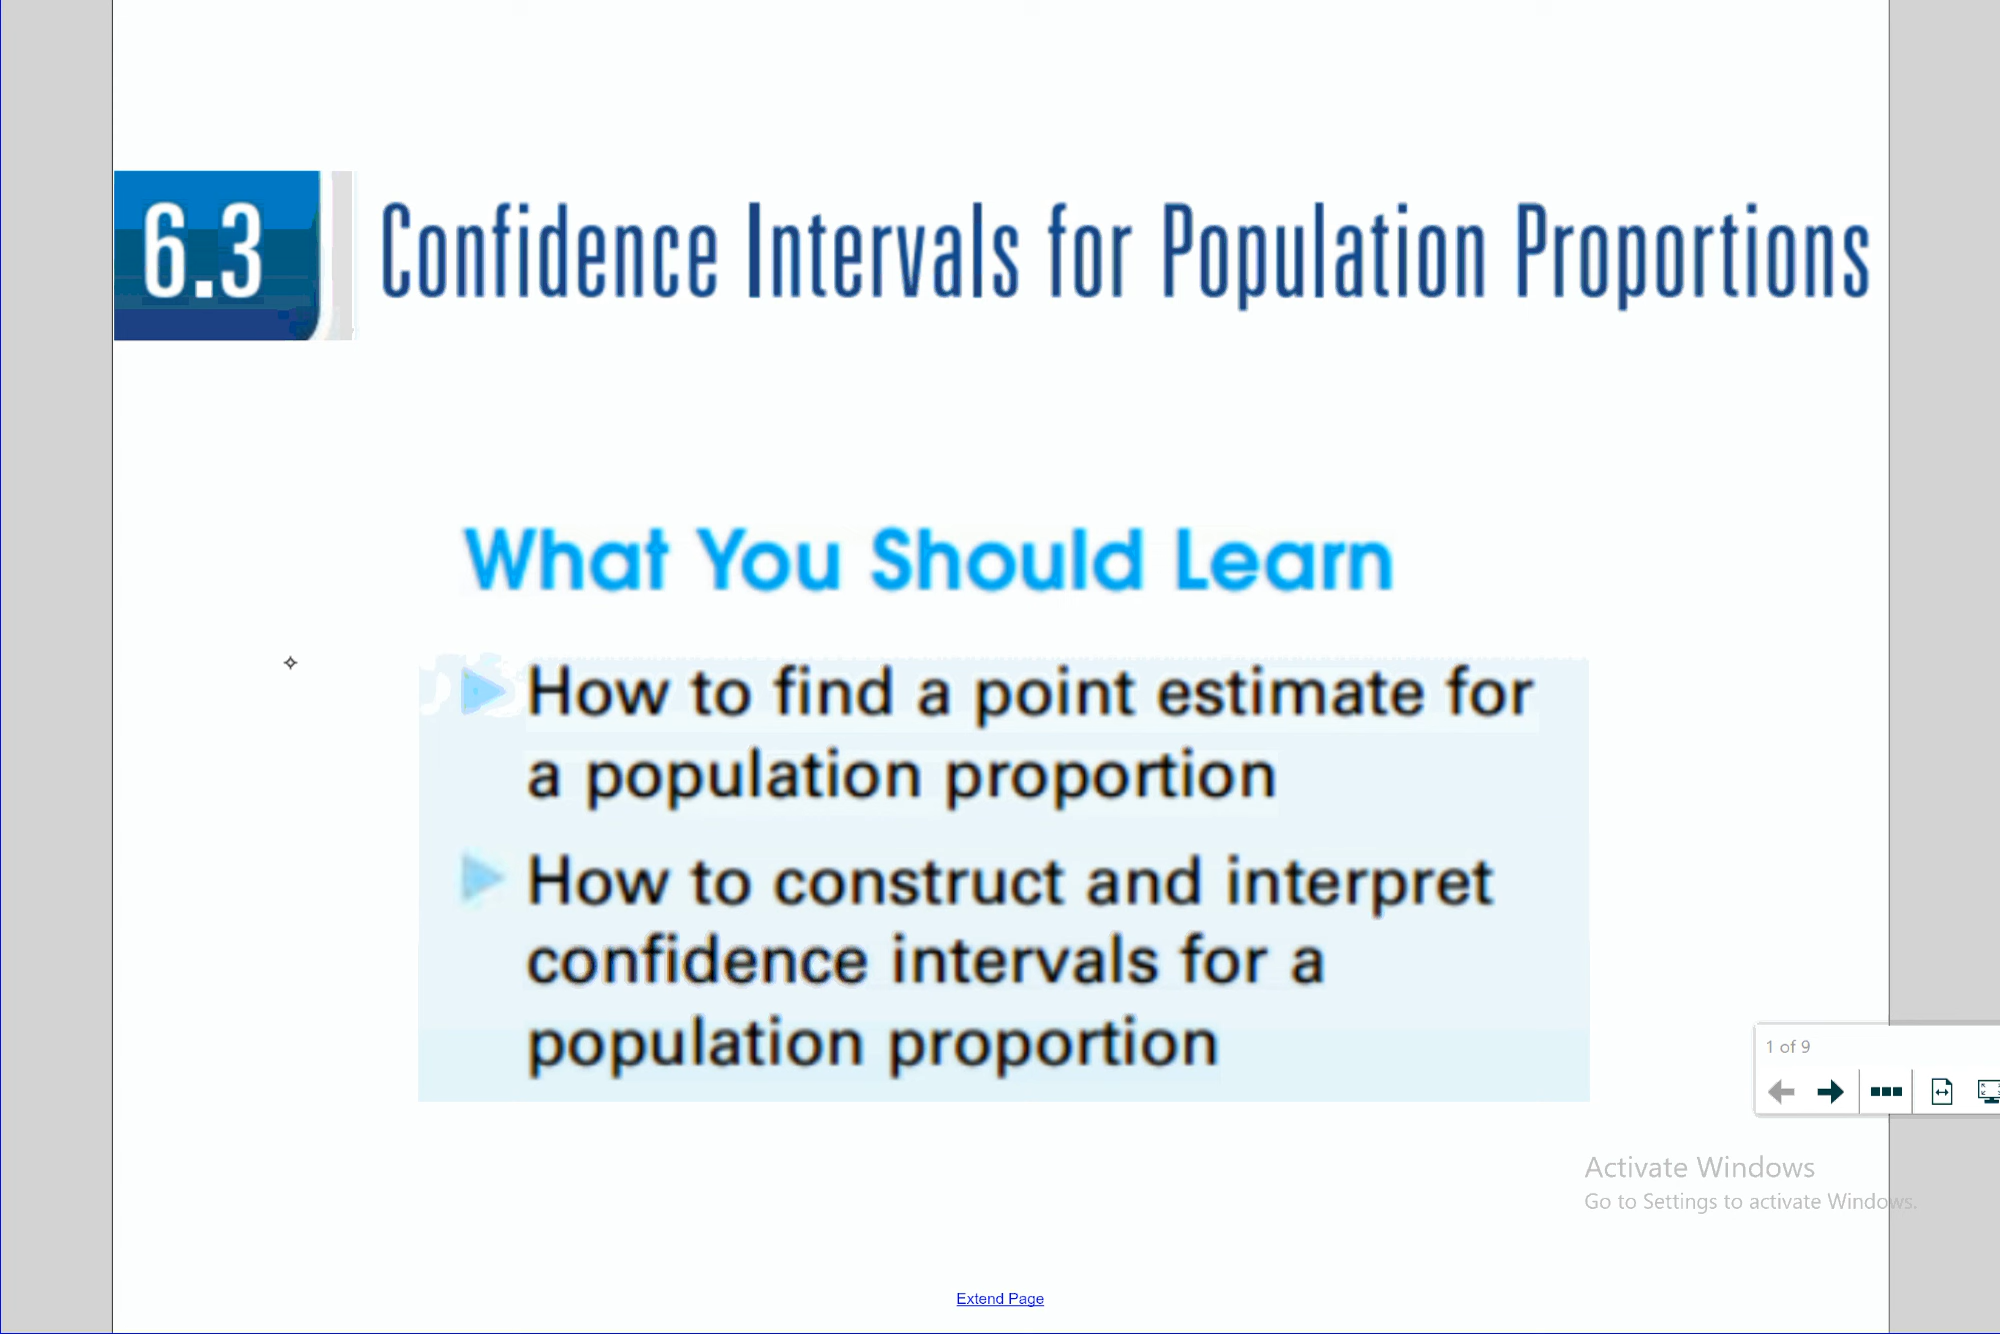 6.3 Confidence Intervals for Population Proportions
What You Should Learn
How to find a point estimate for
a population proportion
How to construct and interpret
confidence intervals for a
population proportion
1 of 9
Activate Windows
Go to Settings to activate Windows.
Extend Page